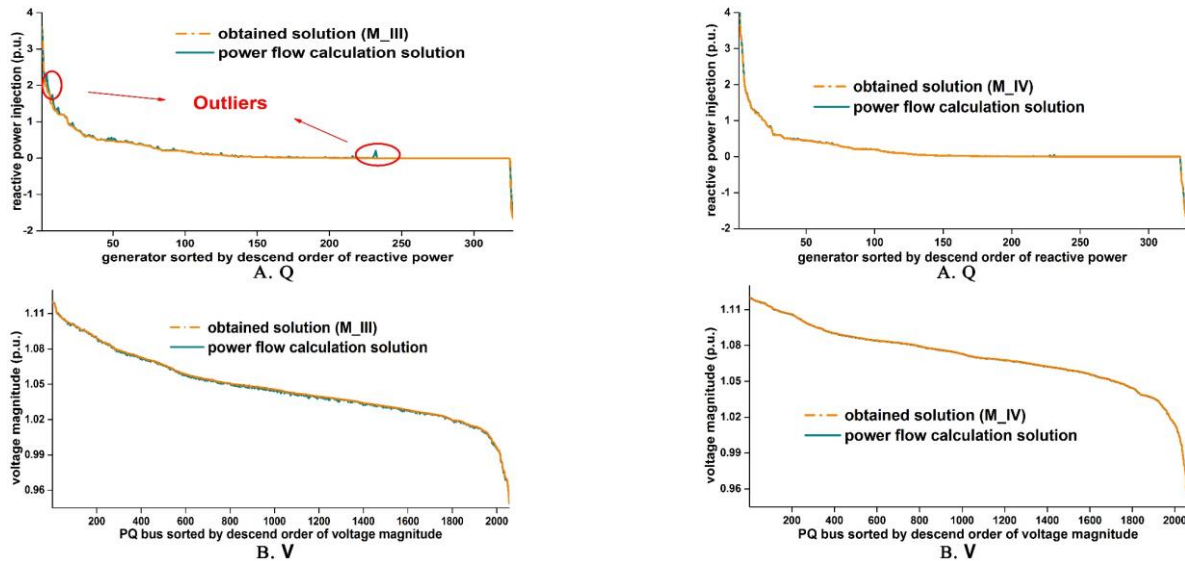 4
3
2
1
0
-1
-2
reactive power injection (p.u.)
obtained solution (M_III)
power flow calculation solution
Outliers
50 100 150 200 250 300
generator sorted by descend order of reactive power
A. Q
4
3
2
1
0
-1
-2
reactive power injection (p.u.)
obtained solution (M_IV)
power flow calculation solution
50 100 150 200 250 300
generator sorted by descend order of reactive power
A. Q
1.11
1.08
1.05
1.02
0.99
0.96
voltage magnitude (p.u.)
obtained solution (M_III)
power flow calculation solution
200 400 600 800 1000 1200 1400 1600 1800 2000
PQ bus sorted by descend order of voltage magnitude
B. V
1.11
1.08
1.05
1.02
0.99
0.96
voltage magnitude (p.u.)
obtained solution (M_IV)
power flow calculation solution
200 400 600 800 1000 1200 1400 1600 1800 2000
PQ bus sorted by descend order of voltage magnitude
B. V